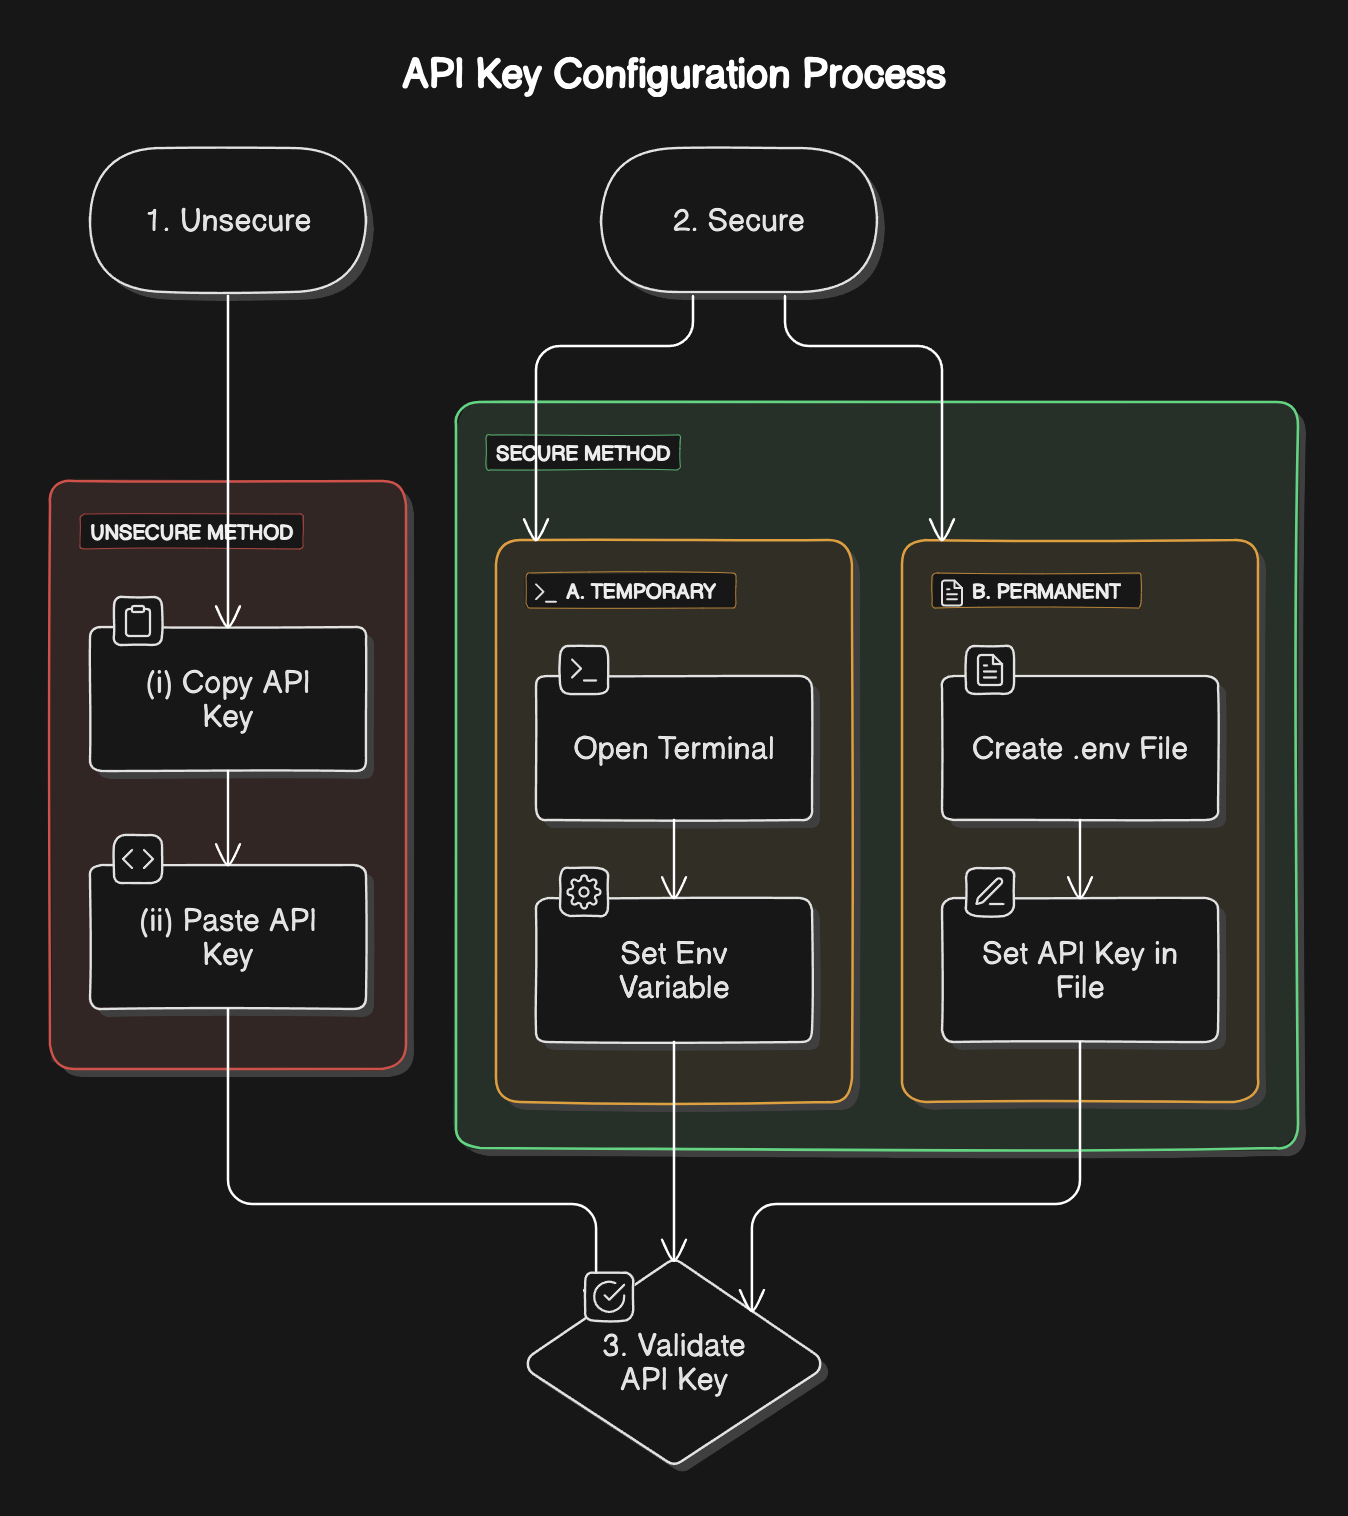 API Key Configuration Process
1. Unsecure
2. Secure
SECURE METHOD
UNSECURE METHOD
A. TEMPORARY
B. PERMANENT
(i) Copy API
Key
Open Terminal
Create .env File
(ii) Paste API
Key
Set Env
Variable
Set API Key in
File
3. Validate
API Key